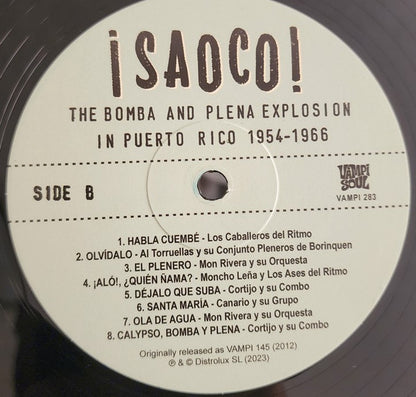 ¡SAOCO!
THE BOMBA AND PLENA EXPLOSION
IN PUERTO RICO 1954-1966
SIDE B
VAMPI
SOUL
VAMPI 283
1. HABLA CUEMBÉ - Los Caballeros del Ritmo
2. OLVÍDALO - Al Torruellas y su Conjunto Pleneros de Borinquen
3. EL PLENERO - Mon Rivera y su Orquesta
4. ¡ALÓ!, ¿QUIÉN ÑAMA? - Moncho Leña y Los Ases del Ritmo
5. DÉJALO QUE SUBA - Cortijo y su Combo
6. SANTA MARÍA - Canario y su Grupo
7. OLA DE AGUA - Mon Rivera y su Orquesta
8. CALYPSO, BOMBA Y PLENA - Cortijo y su Combo
Originally released as VAMPI 145 (2012)
℗ & © Distrolux SL (2023)